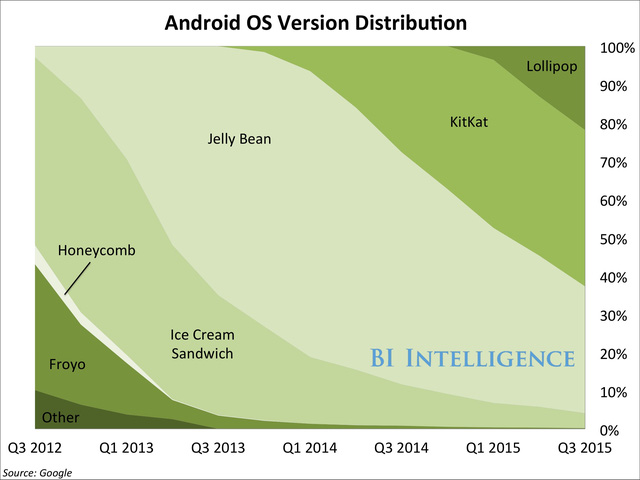 Android OS Version Distribution
100%
Lollipop
90%
KitKat
80%
Jelly Bean
70%
60%
50%
Honeycomb
40%
30%
Ice Cream
Sandwich
BI INTELLIGENCE
20%
Froyo
10%
Other
0%
Q3 2012
Q1 2013
Q3 2013
Q1 2014
Q3 2014
Q1 2015
Q3 2015
Source: Google